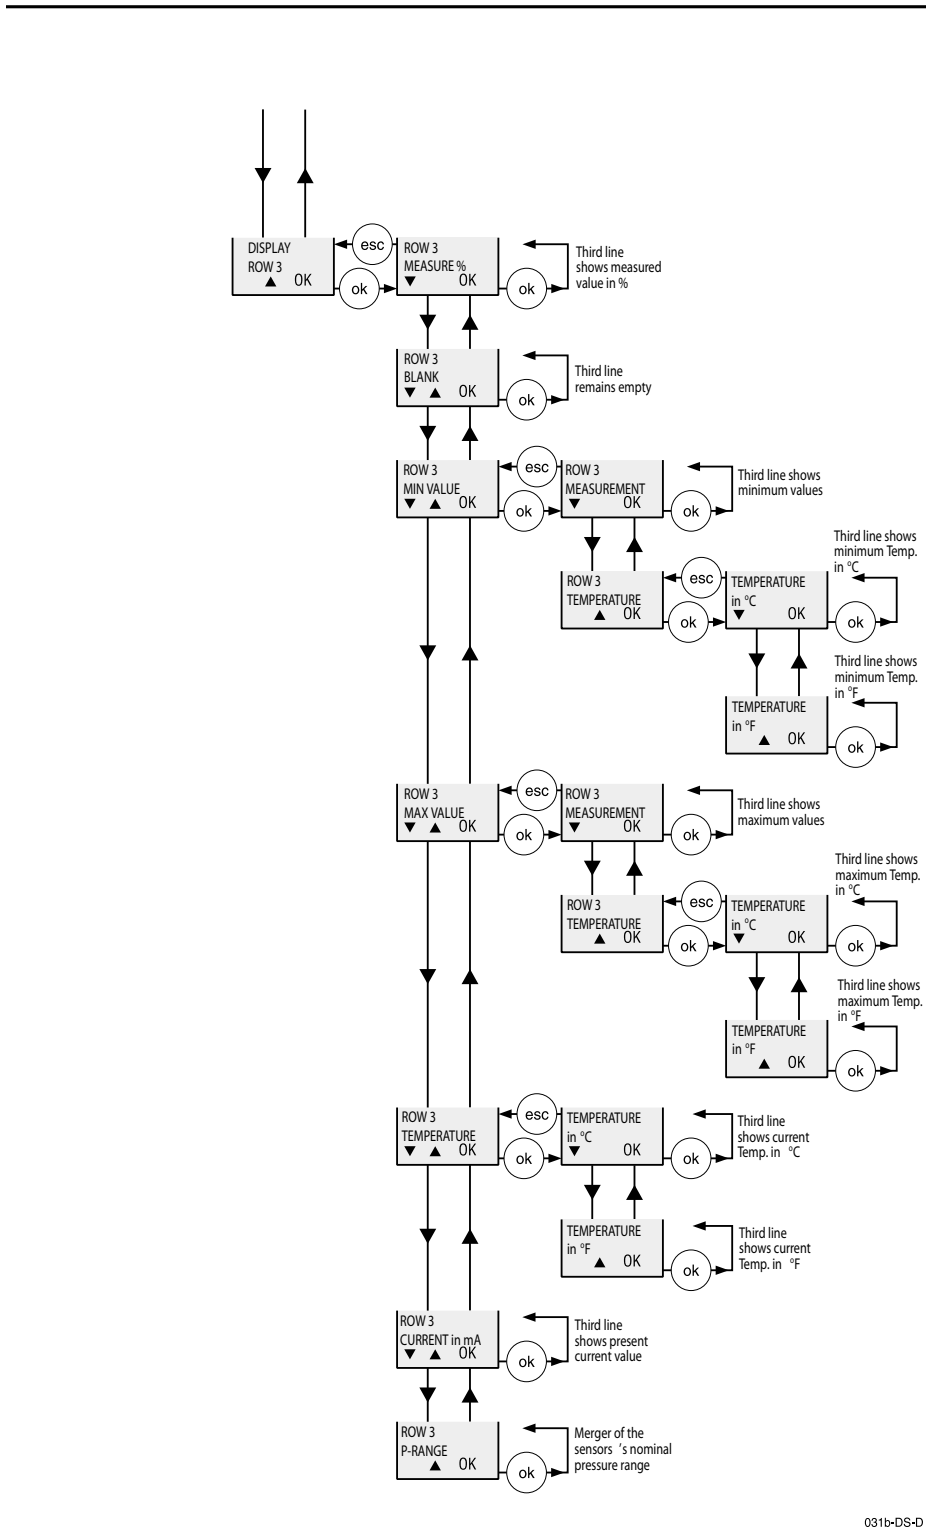 DISPLAY
ROW 3
▲ OK
esc
ok
ROW 3
MEASURE %
▼ OK
ok
Third line
shows measured
value in %
ROW 3
BLANK
▼ ▲ OK
ok
Third line
remains empty
ROW 3
MIN VALUE
▼ ▲ OK
esc
ok
ROW 3
MEASUREMENT
▼ OK
ok
Third line shows
minimum values
ROW 3
TEMPERATURE
▲ OK
esc
ok
TEMPERATURE
in °C
▼ OK
ok
Third line shows
minimum Temp.
in °C
TEMPERATURE
in °F
▲ OK
ok
Third line shows
minimum Temp.
in °F
ROW 3
MAX VALUE
▼ ▲ OK
esc
ok
ROW 3
MEASUREMENT
▼ OK
ok
Third line shows
maximum values
ROW 3
TEMPERATURE
▲ OK
esc
ok
TEMPERATURE
in °C
▼ OK
ok
Third line shows
maximum Temp.
in °C
TEMPERATURE
in °F
▲ OK
ok
Third line shows
maximum Temp.
in °F
ROW 3
TEMPERATURE
▼ ▲ OK
esc
ok
TEMPERATURE
in °C
▼ OK
ok
Third line
shows current
Temp. in °C
TEMPERATURE
in °F
▲ OK
ok
Third line
shows current
Temp. in °F
ROW 3
CURRENT in mA
▼ ▲ OK
ok
Third line
shows present
current value
ROW 3
P-RANGE
▲ OK
ok
Merger of the
sensors ’s nominal
pressure range
031b-DS-D